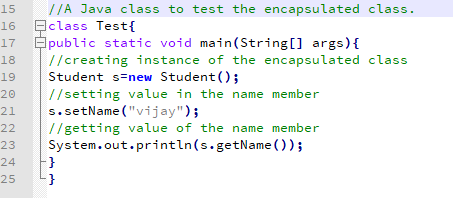 15 //A Java class to test the encapsulated class.
16 class Test{
17 public static void main(String[] args){
18 //creating instance of the encapsulated class
19 Student s=new Student();
20 //setting value in the name member
21 s.setName("vijay");
22 //getting value of the name member
23 System.out.println(s.getName());
24 }
25 }